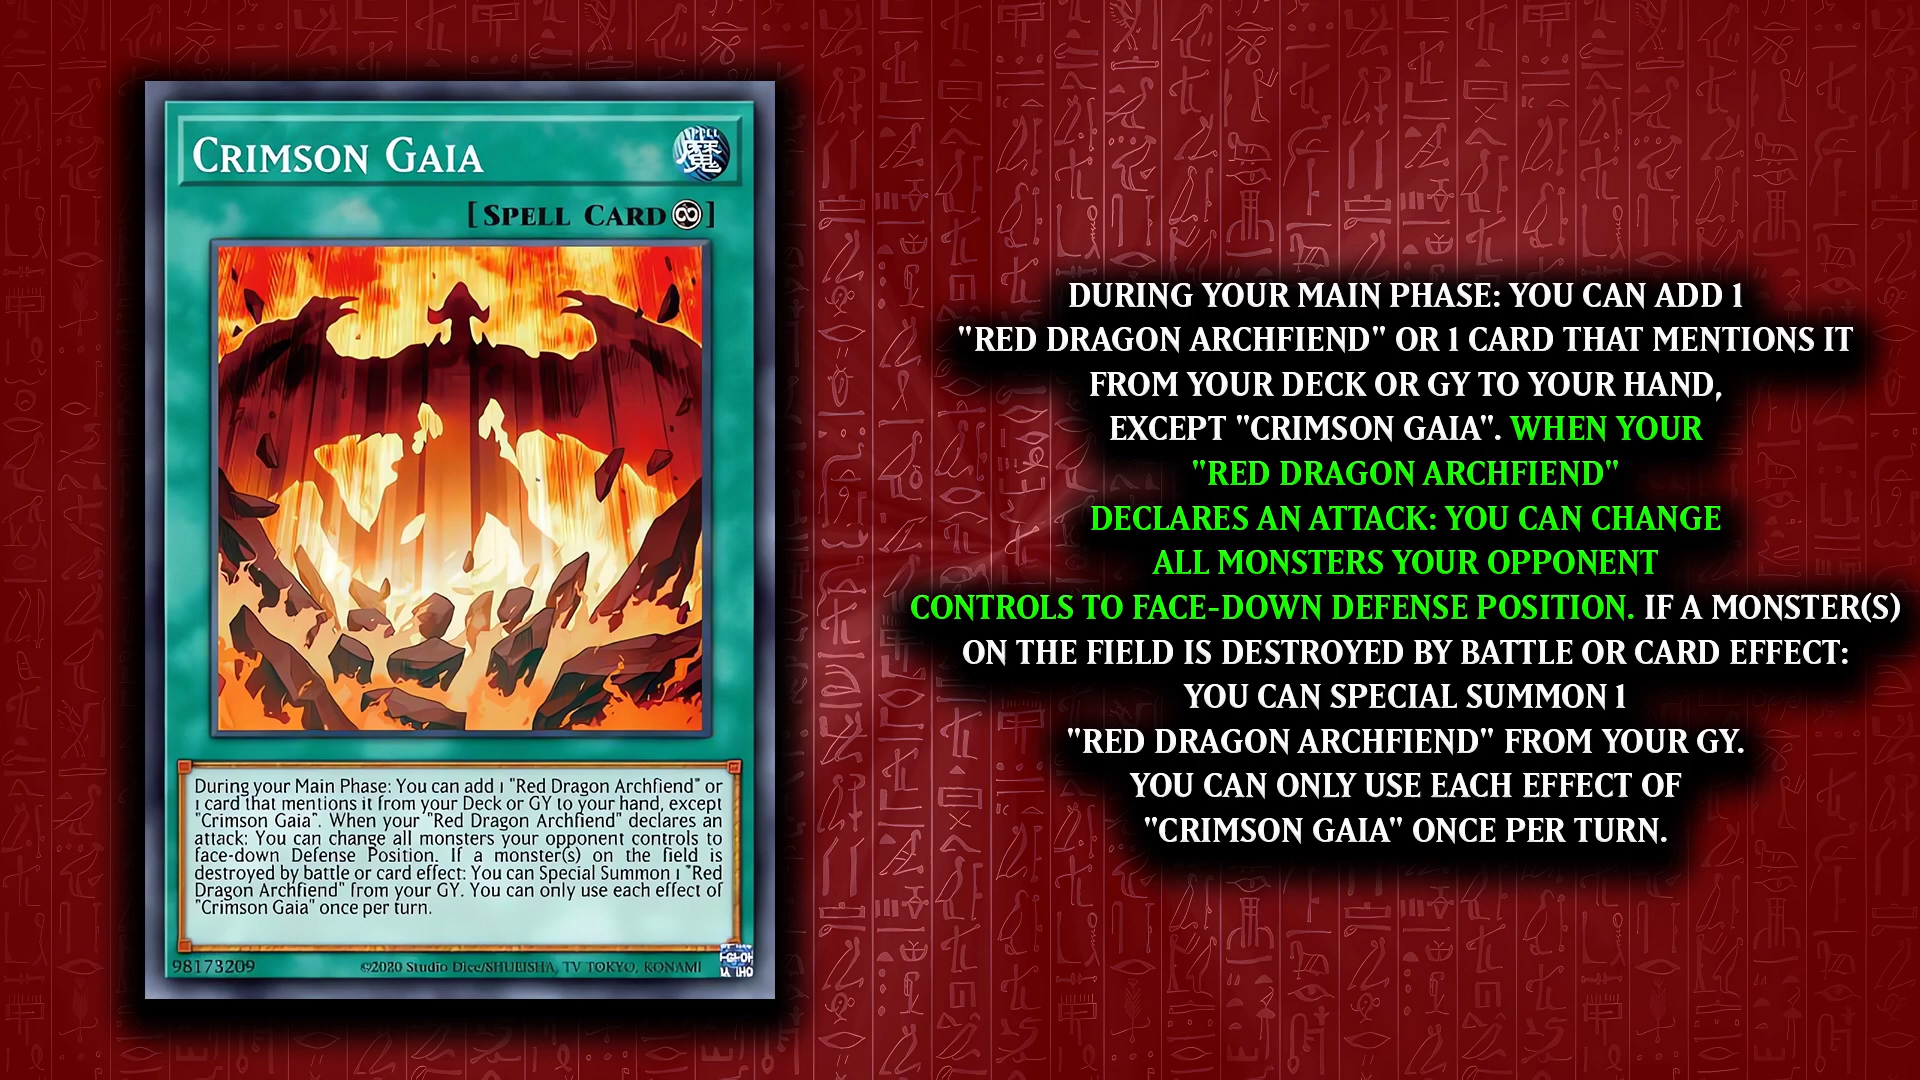 CRIMSON GAIA
魔
[SPELL CARD∞]
During your Main Phase: You can add 1 "Red Dragon Archfiend" or
1 card that mentions it from your Deck or GY to your hand, except
"Crimson Gaia". When your "Red Dragon Archfiend" declares an
attack: You can change all monsters your opponent controls to
face-down Defense Position. If a monster(s) on the field is
destroyed by battle or card effect: You can Special Summon 1 "Red
Dragon Archfiend" from your GY. You can only use each effect of
"Crimson Gaia" once per turn.
98173209
©2020 Studio Dice/SHUEISHA, TV TOKYO, KONAMI
DURING YOUR MAIN PHASE: YOU CAN ADD 1
"RED DRAGON ARCHFIEND" OR 1 CARD THAT MENTIONS IT
FROM YOUR DECK OR GY TO YOUR HAND,
EXCEPT "CRIMSON GAIA". WHEN YOUR
"RED DRAGON ARCHFIEND"
DECLARES AN ATTACK: YOU CAN CHANGE
ALL MONSTERS YOUR OPPONENT
CONTROLS TO FACE-DOWN DEFENSE POSITION. IF A MONSTER(S)
ON THE FIELD IS DESTROYED BY BATTLE OR CARD EFFECT:
YOU CAN SPECIAL SUMMON 1
"RED DRAGON ARCHFIEND" FROM YOUR GY.
YOU CAN ONLY USE EACH EFFECT OF
"CRIMSON GAIA" ONCE PER TURN.